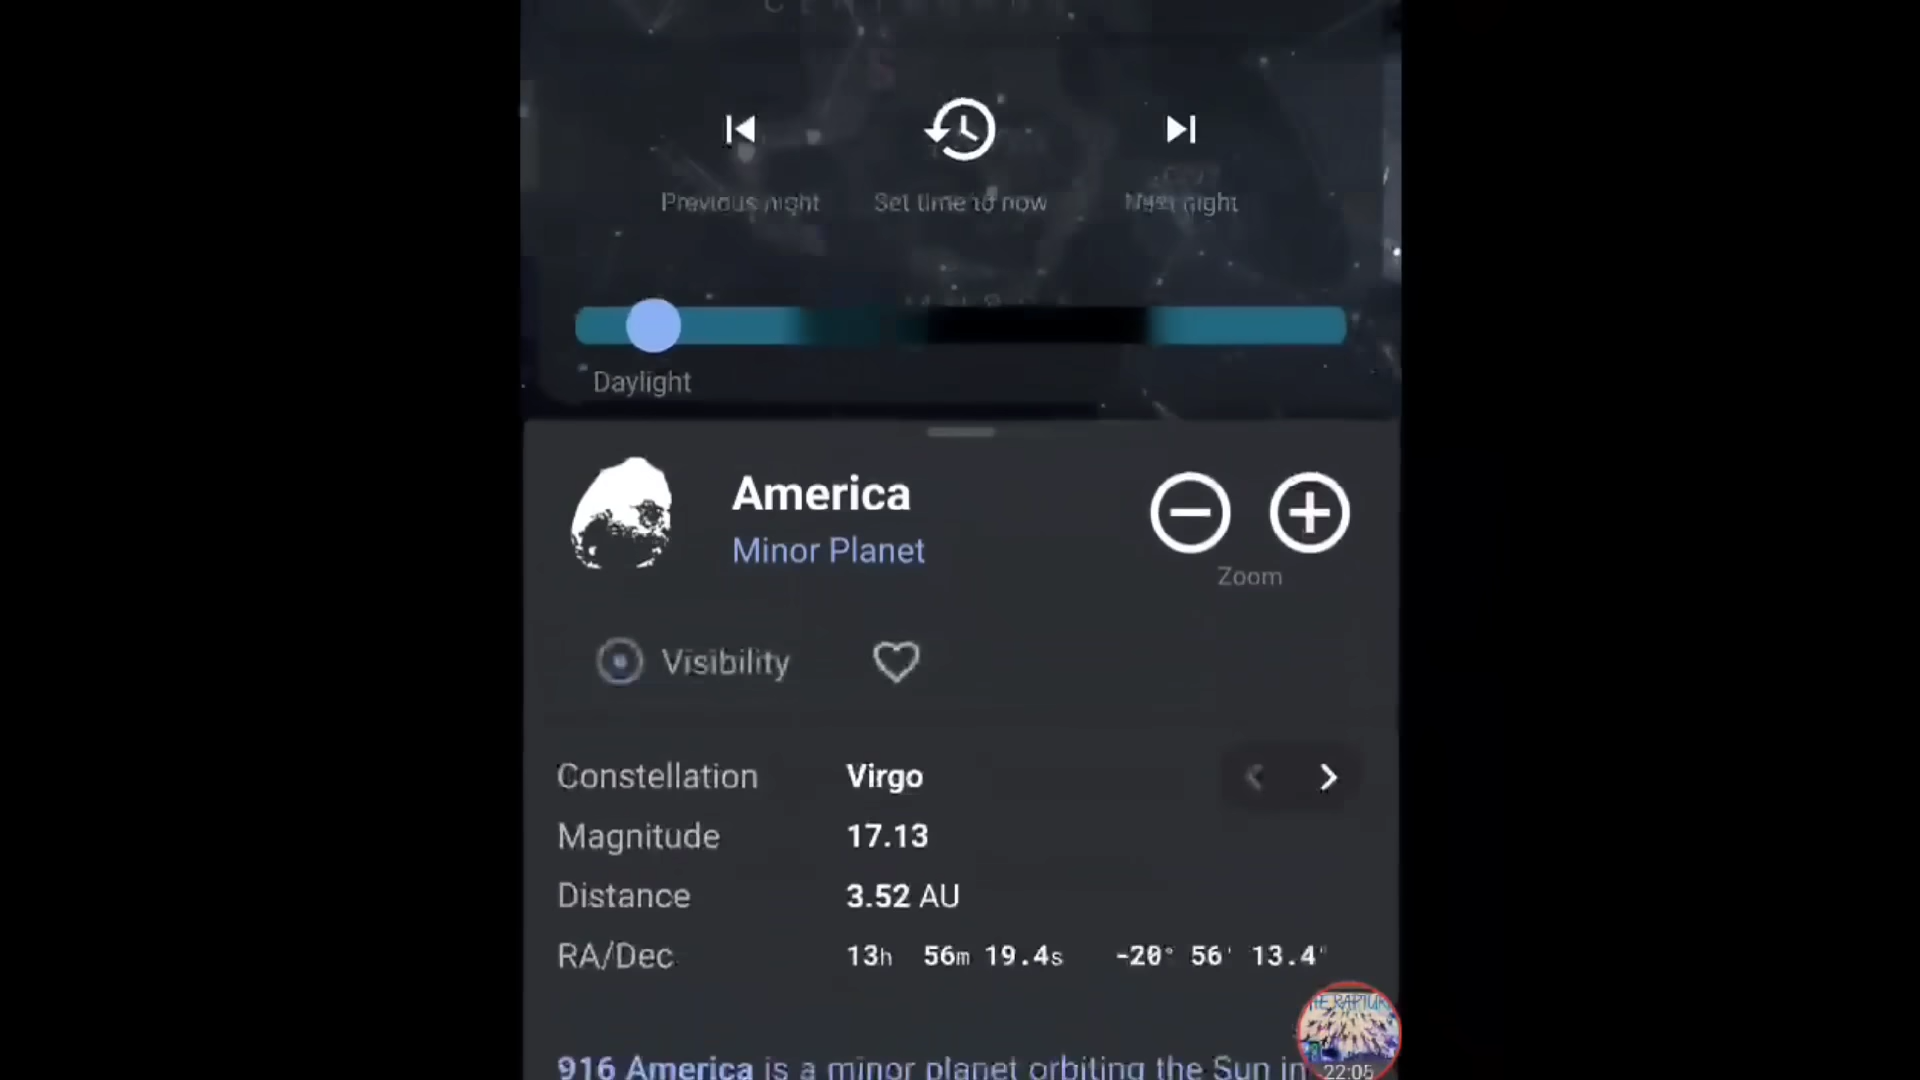 Previous night
Set time to now
Next night
Daylight
America
Minor Planet
Zoom
Visibility
Constellation Virgo
Magnitude 17.13
Distance 3.52 AU
RA/Dec 13h 56m 19.4s -20° 56' 13.4"
916 America is a minor planet orbiting the Sun in
22:05